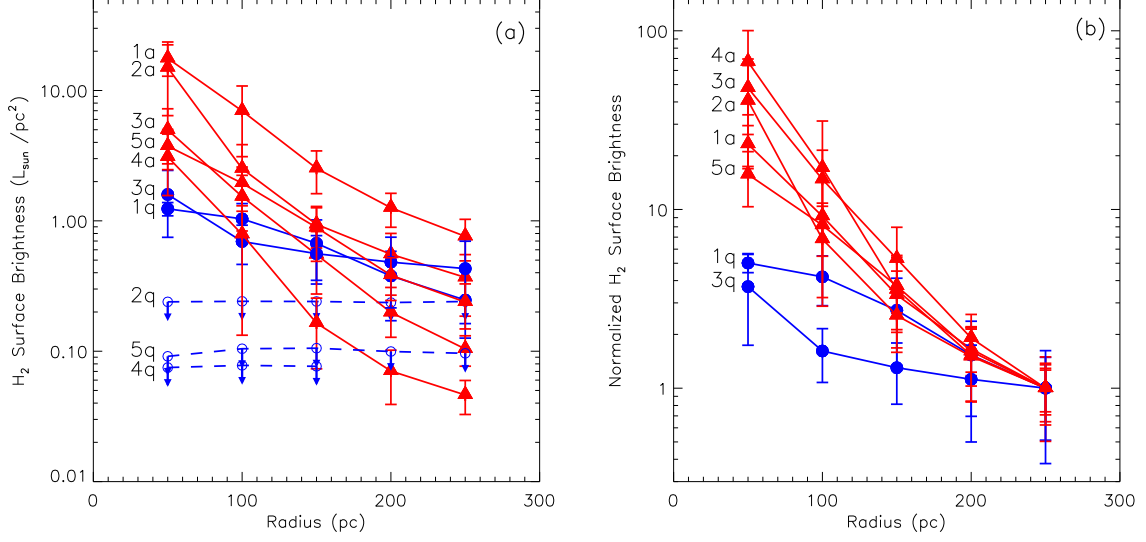 (a)
(b)
H₂ Surface Brightness (L_sun /pc²)
10.00
1.00
0.10
0.01
1a
2a
3a
5a
4a
3q
1q
2q
5q
4q
0 100 200 300
Radius (pc)
Normalized H₂ Surface Brightness
100
10
1
4a
3a
2a
1a
5a
1q
3q
0 100 200 300
Radius (pc)